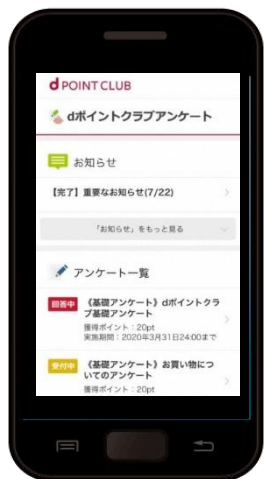 d POINT CLUB
dポイントクラブアンケート
お知らせ
【完了】重要なお知らせ(7/22)
「お知らせ」をもっと見る
アンケート一覧
回答中 《基礎アンケート》dポイントクラ
ブ基礎アンケート
獲得ポイント：20pt
実施期間：2020年3月31日24:00まで
受付中 《基礎アンケート》お買い物につ
いてのアンケート
獲得ポイント：20pt